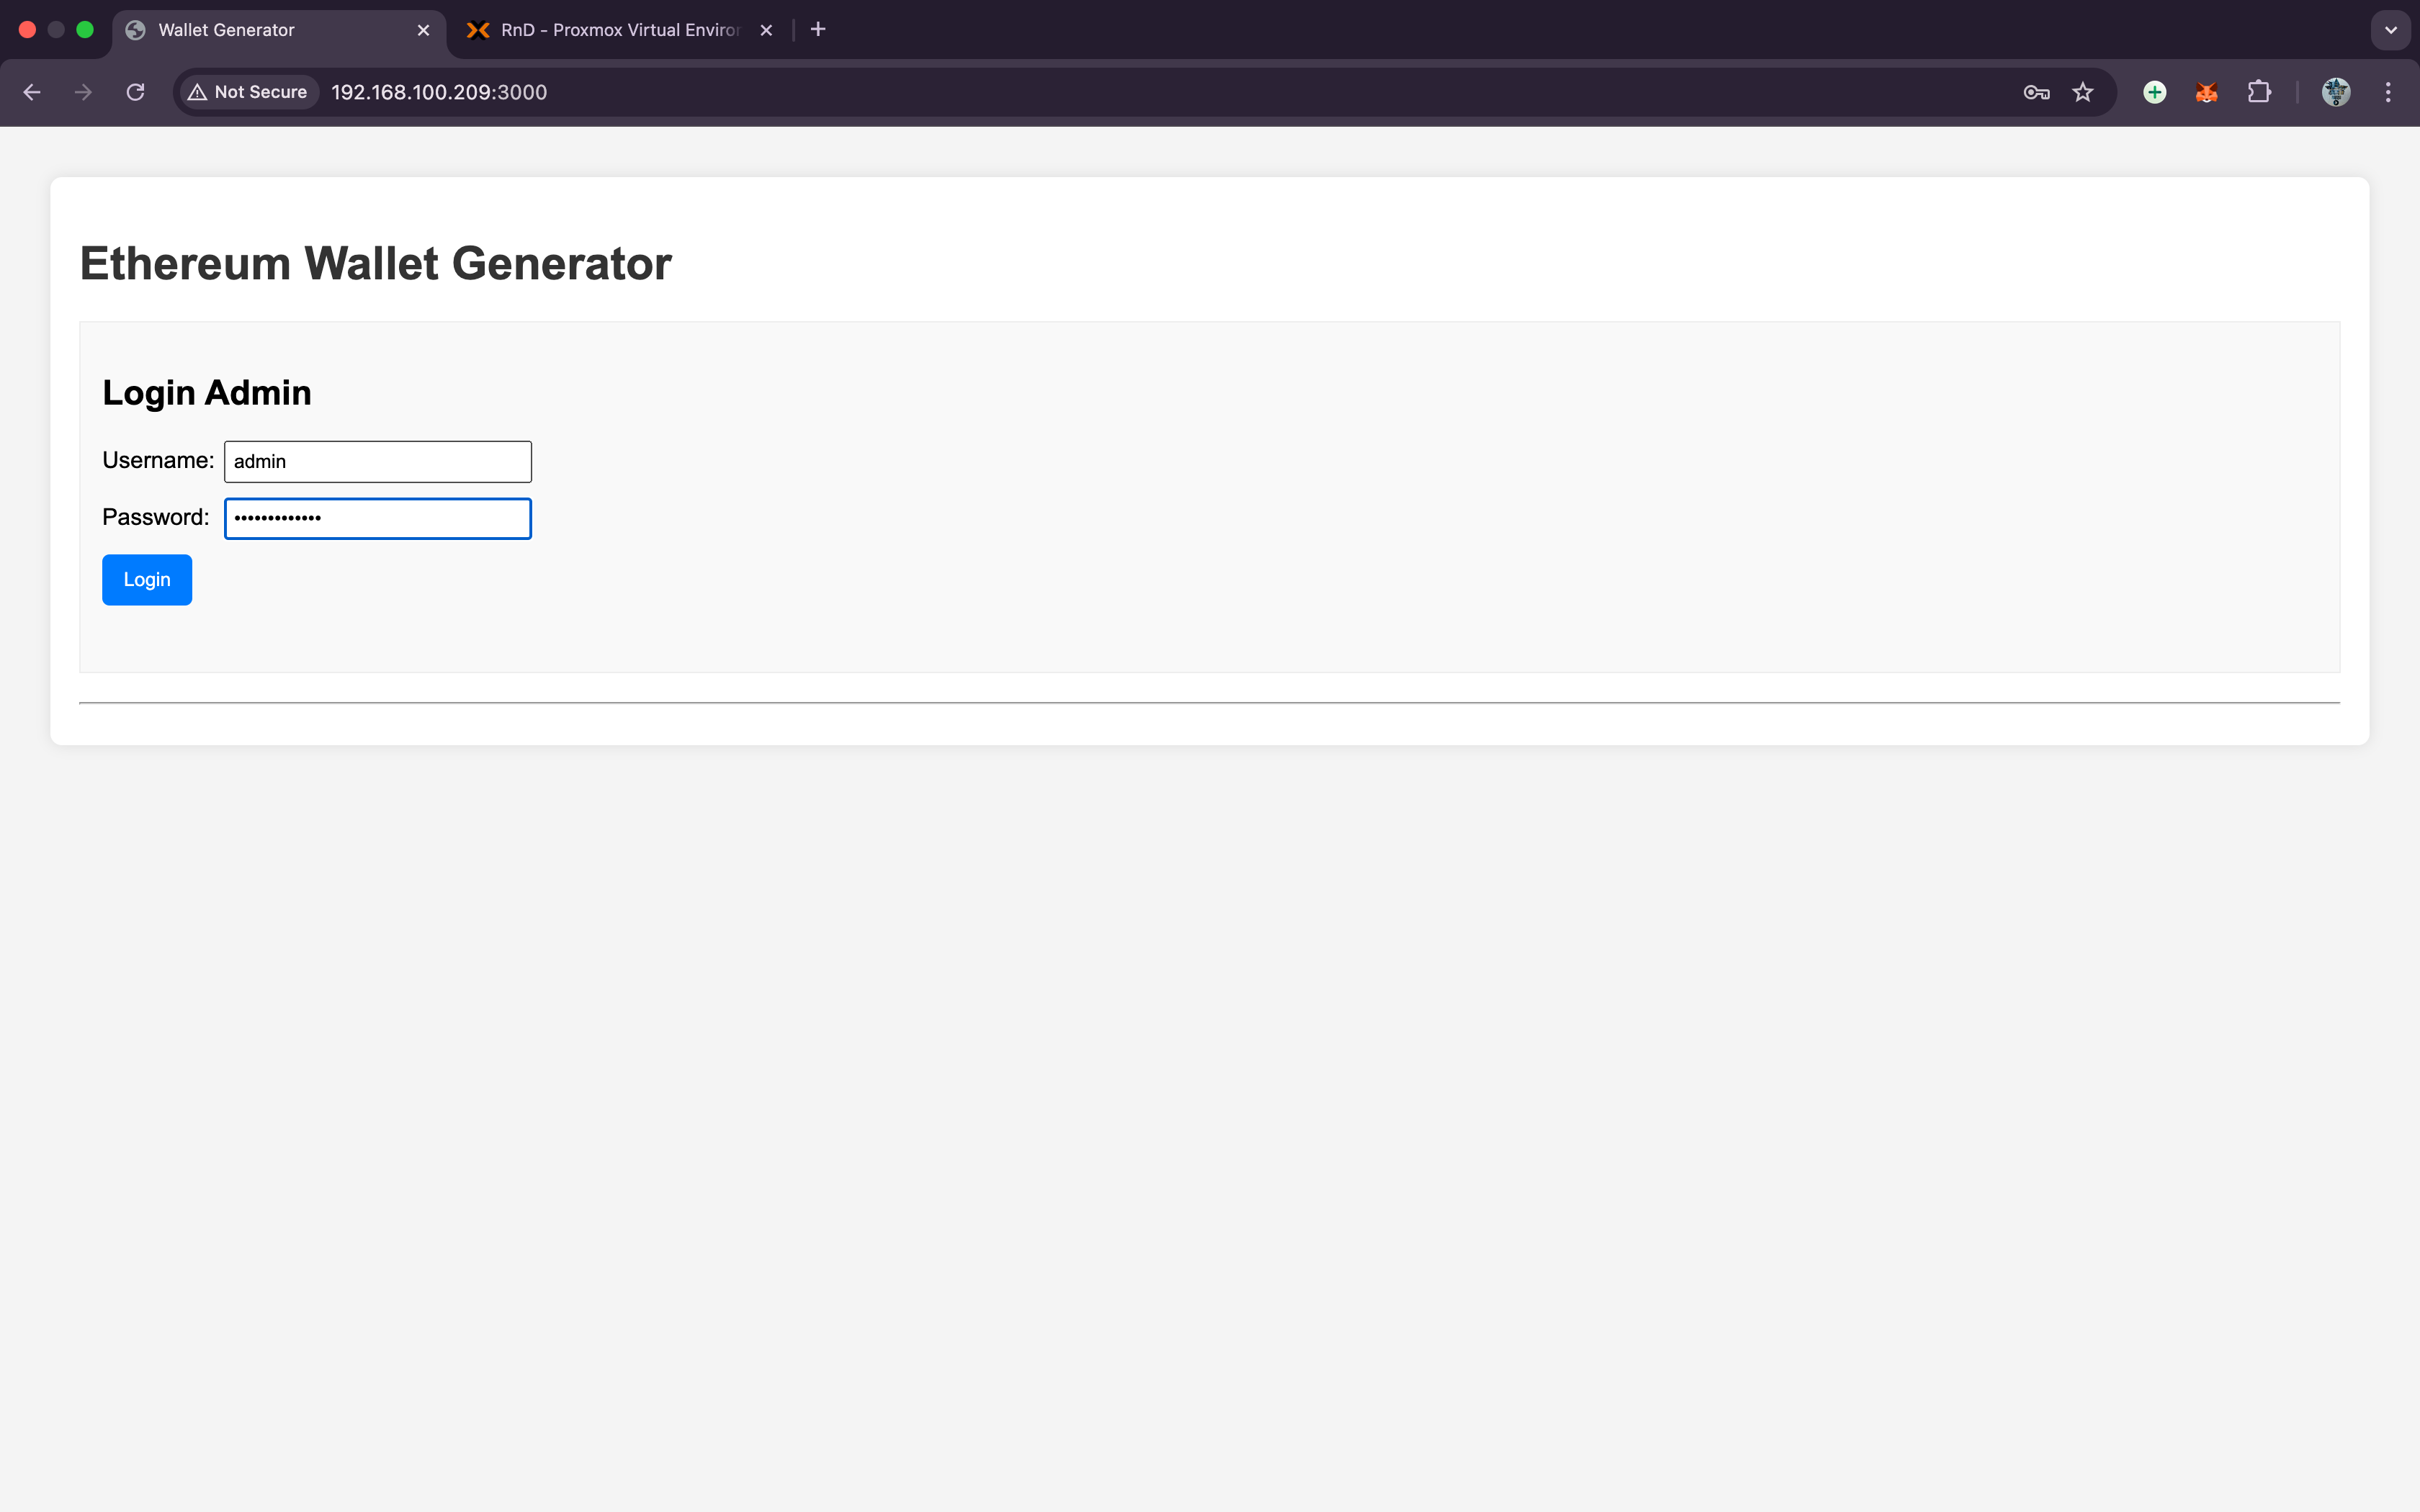 Wallet Generator
RnD - Proxmox Virtual Enviro
Not Secure
192.168.100.209:3000
Ethereum Wallet Generator
Login Admin
Username: admin
Password: •••••••••••••
Login